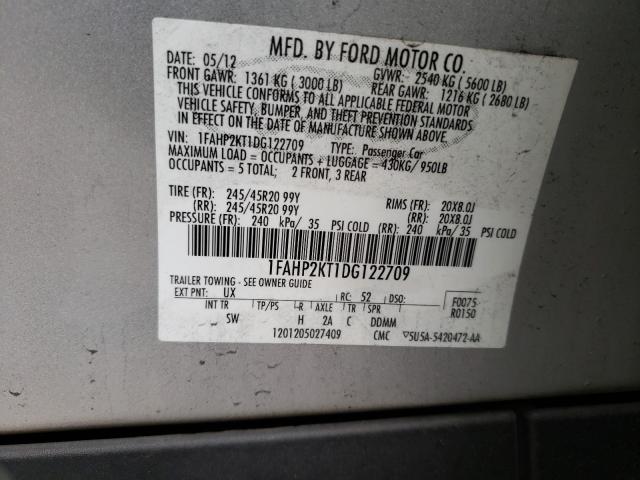 MFD. BY FORD MOTOR CO.
DATE: 05/12 GVWR: 2540 KG ( 5600 LB)
FRONT GAWR: 1361 KG ( 3000 LB) REAR GAWR: 1216 KG ( 2680 LB)
THIS VEHICLE CONFORMS TO ALL APPLICABLE FEDERAL MOTOR
VEHICLE SAFETY, BUMPER, AND THEFT PREVENTION STANDARDS
IN EFFECT ON THE DATE OF MANUFACTURE SHOWN ABOVE.
VIN: 1FAHP2KT1DG122709 TYPE: Passenger Car
MAXIMUM LOAD = OCCUPANTS + LUGGAGE = 430KG/ 950LB
OCCUPANTS = 5 TOTAL; 2 FRONT, 3 REAR
TIRE (FR): 245/45R20 99Y RIMS (FR): 20X8.0J
(RR): 245/45R20 99Y (RR): 20X8.0J
PRESSURE (FR): 240 kPa/ 35 PSI COLD (RR): 240 kPa/ 35 PSI COLD
1FAHP2KT1DG122709
TRAILER TOWING - SEE OWNER GUIDE
EXT PNT: UX RC: 52 DSO: F0075
INT TR TP/PS R AXLE TR SPR R0150
SW H 2A C DDMM
1201205027409 CMC 5U5A-5420472-AA